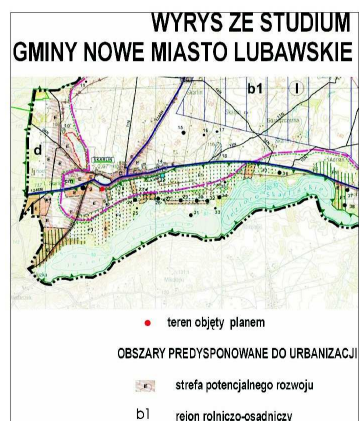 WYRYS ZE STUDIUM
GMINY NOWE MIASTO LUBAWSKIE
b1
I
d
SKARLIN
teren objęty planem
OBSZARY PREDYSPONOWANE DO URBANIZACJI
E
strefa potencjalnego rozwoju
b1
rejon rolniczo-osadniczy